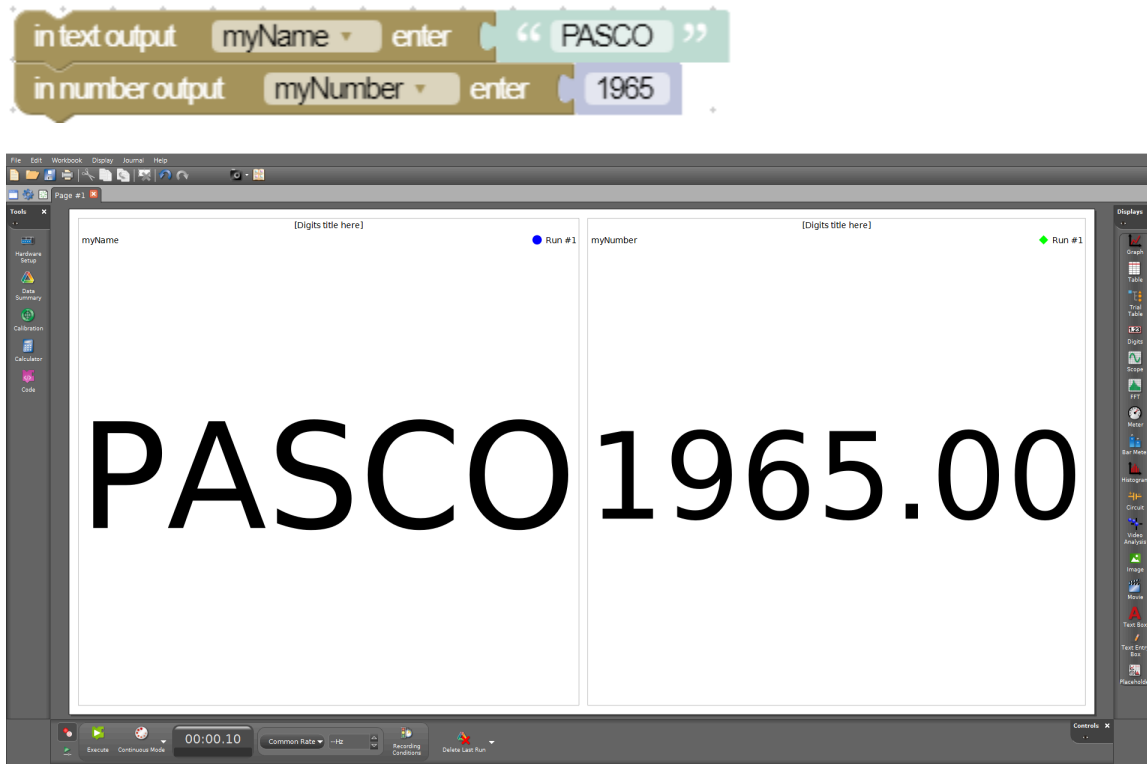 in text output myName enter “ PASCO ”
in number output myNumber enter 1965
File Edit Workbook Display Journal Help
Page #1
Tools
Hardware
Setup
Data
Summary
Calibration
Calculator
Code
[Digits title here]
myName Run #1
PASCO
[Digits title here]
myNumber Run #1
1965.00
Displays
Graph
Table
Trial
Table
1.23
Digits
Scope
FFT
Meter
Bar Meter
Histogram
Circuit
Video
Analysis
Image
Movie
Text Box
Text Entry
Box
Placeholder
Execute Continuous Mode 00:00.10 Common Rate –Hz Recording
Conditions Delete Last Run
Controls